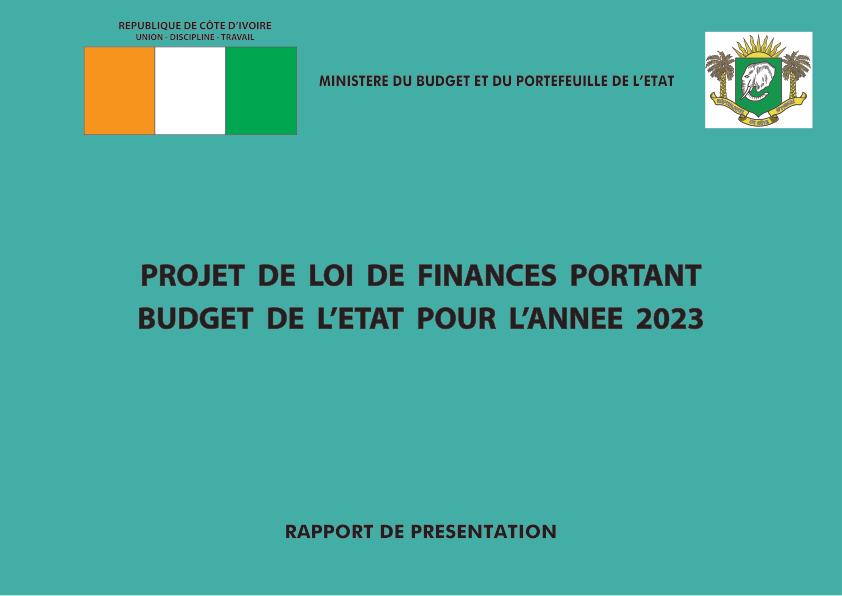 REPUBLIQUE DE CÔTE D'IVOIRE
UNION - DISCIPLINE - TRAVAIL
MINISTERE DU BUDGET ET DU PORTEFEUILLE DE L'ETAT
PROJET DE LOI DE FINANCES PORTANT
BUDGET DE L'ETAT POUR L'ANNEE 2023
RAPPORT DE PRESENTATION